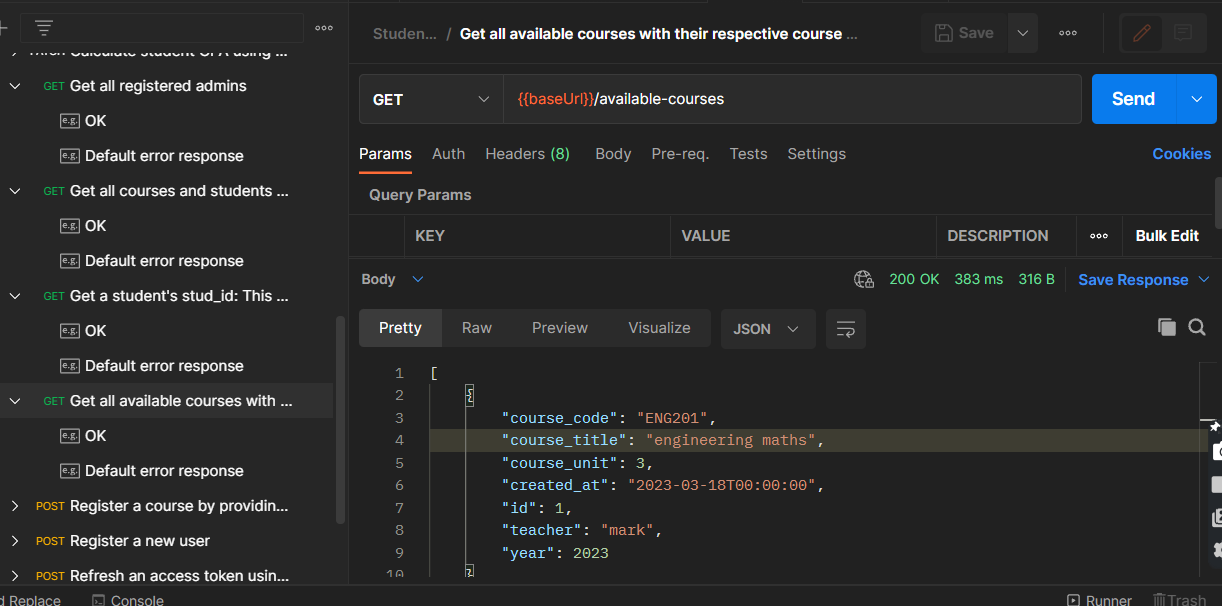 PATCH Calculate student GPA using ...
GET Get all registered admins
e.g. OK
e.g. Default error response
GET Get all courses and students ...
e.g. OK
e.g. Default error response
GET Get a student's stud_id: This ...
e.g. OK
e.g. Default error response
GET Get all available courses with ...
e.g. OK
e.g. Default error response
POST Register a course by providin...
POST Register a new user
POST Refresh an access token usin...
Studen... / Get all available courses with their respective course ...
Save
GET {{baseUrl}}/available-courses
Send
Params Auth Headers (8) Body Pre-req. Tests Settings Cookies
Query Params
KEY VALUE DESCRIPTION Bulk Edit
Body 200 OK 383 ms 316 B Save Response
Pretty Raw Preview Visualize JSON
1 [
2 {
3 "course_code": "ENG201",
4 "course_title": "engineering maths",
5 "course_unit": 3,
6 "created_at": "2023-03-18T00:00:00",
7 "id": 1,
8 "teacher": "mark",
9 "year": 2023
10 }
d Replace Console Runner Trash